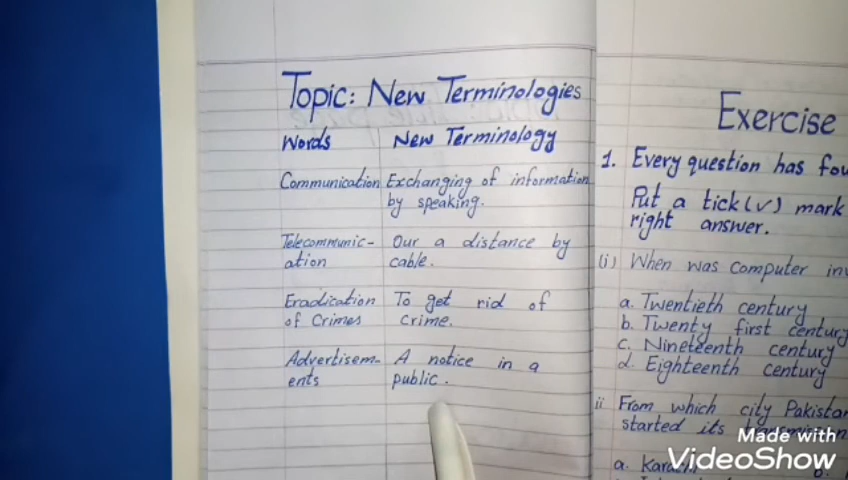 Topic: New Terminologies
Words New Terminology
Communication Exchanging of information
by speaking.
Telecommunic- Our a distance by
ation cable.
Eradication To get rid of
of Crimes crime.
Advertisem- A notice in a
ents public.
Exercise
1. Every question has fou
Put a tick(v) mark
right answer.
(i) When was computer inv
a. Twentieth century
b. Twenty first century
c. Nineteenth century
d. Eighteenth century
ii From which city Pakistan
started its transmission
a. Karachi b.
Made with
VideoShow